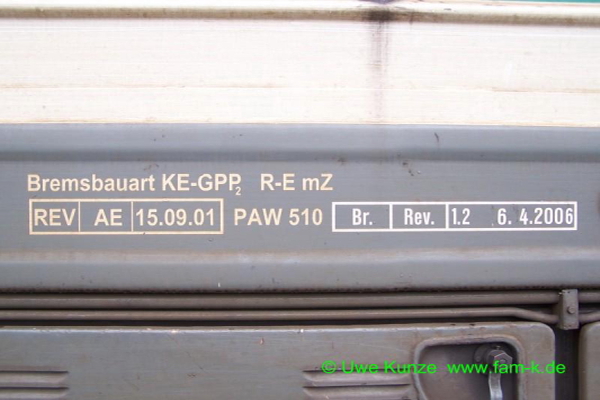 Bremsbauart KE-GPP2 R-E mZ
REV AE 15.09.01 PAW 510 Br. Rev. 1.2 6. 4.2006
© Uwe Kunze www.fam-k.de